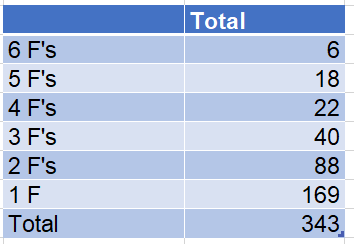 Total
6 F's 6
5 F's 18
4 F's 22
3 F's 40
2 F's 88
1 F 169
Total 343